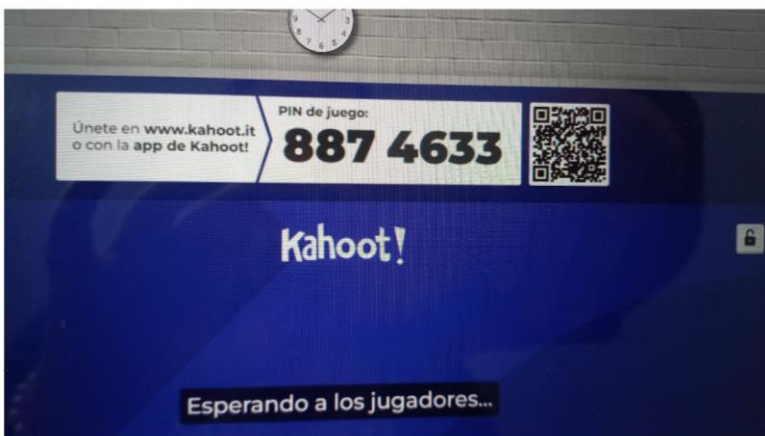 Únete en www.kahoot.it
o con la app de Kahoot!
PIN de juego:
887 4633
Kahoot!
Esperando a los jugadores...